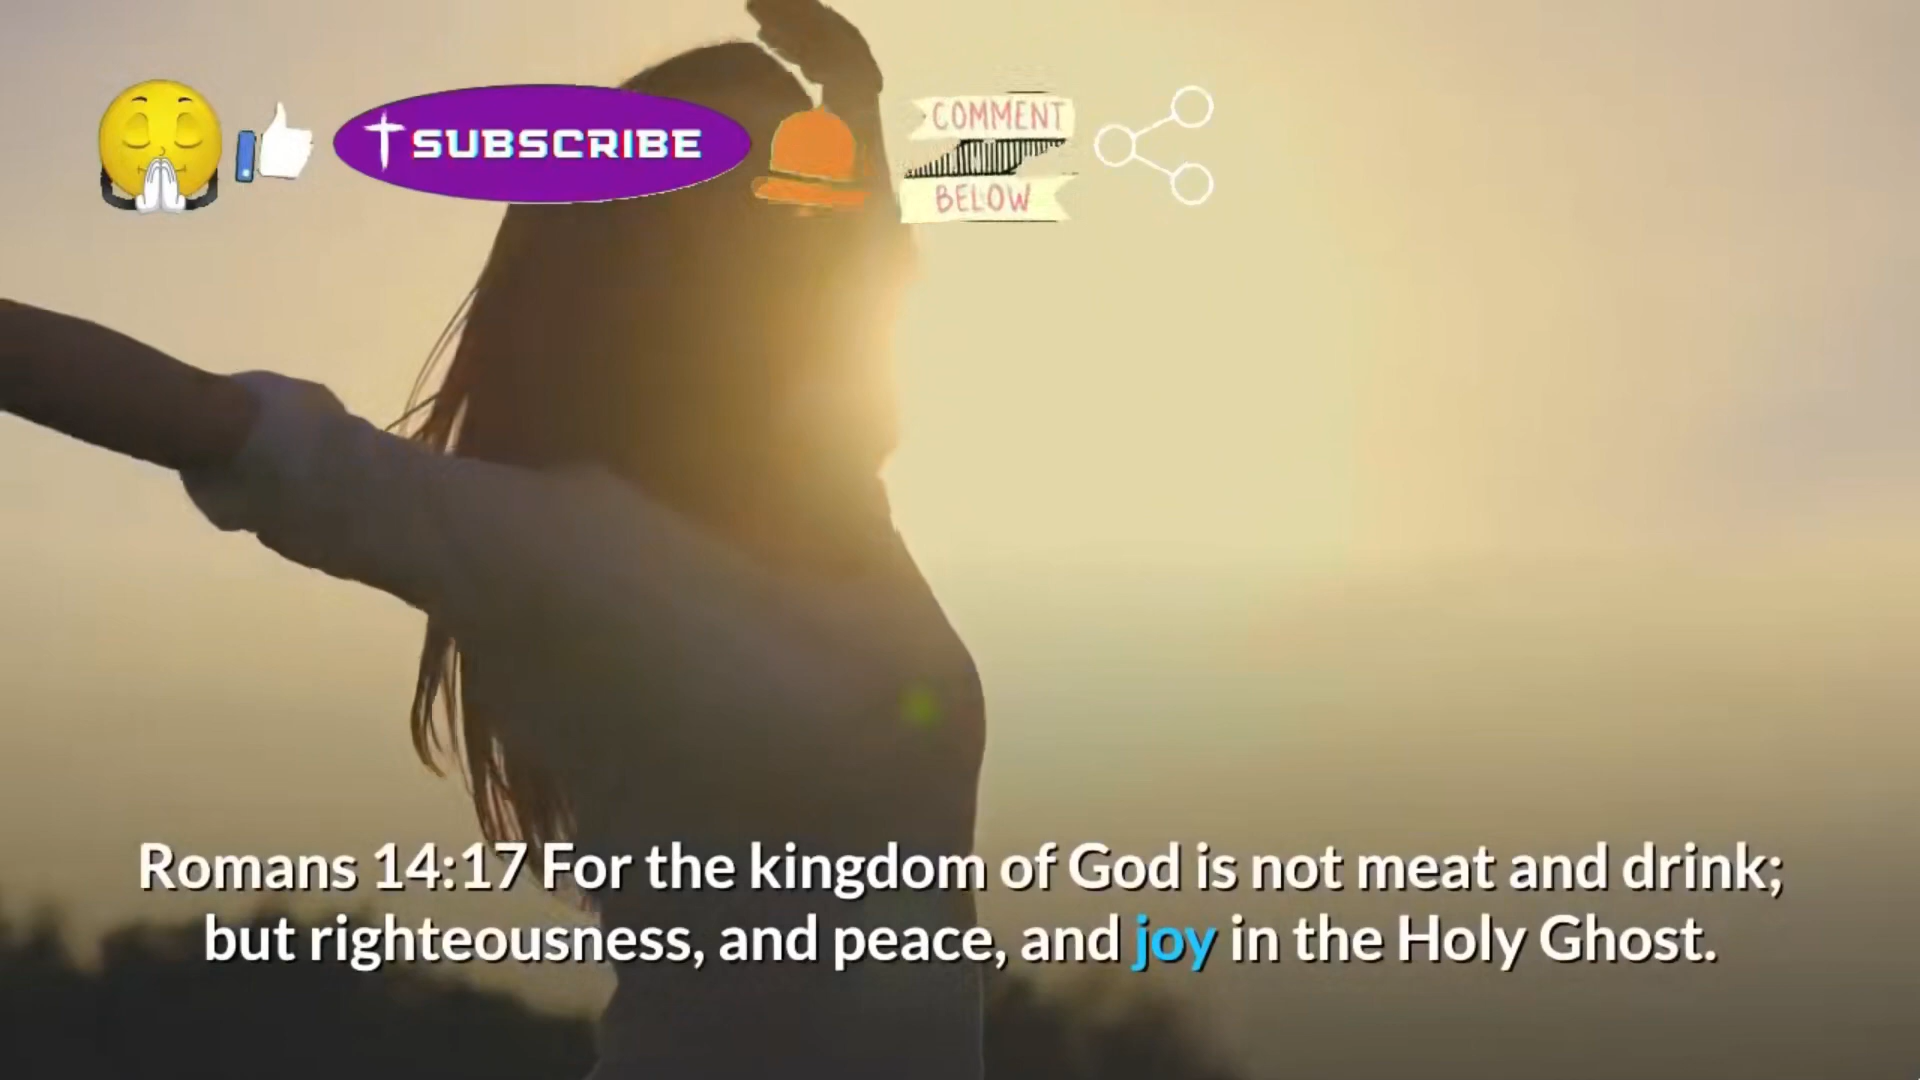 SUBSCRIBE
COMMENT
BELOW
Romans 14:17 For the kingdom of God is not meat and drink;
but righteousness, and peace, and joy in the Holy Ghost.